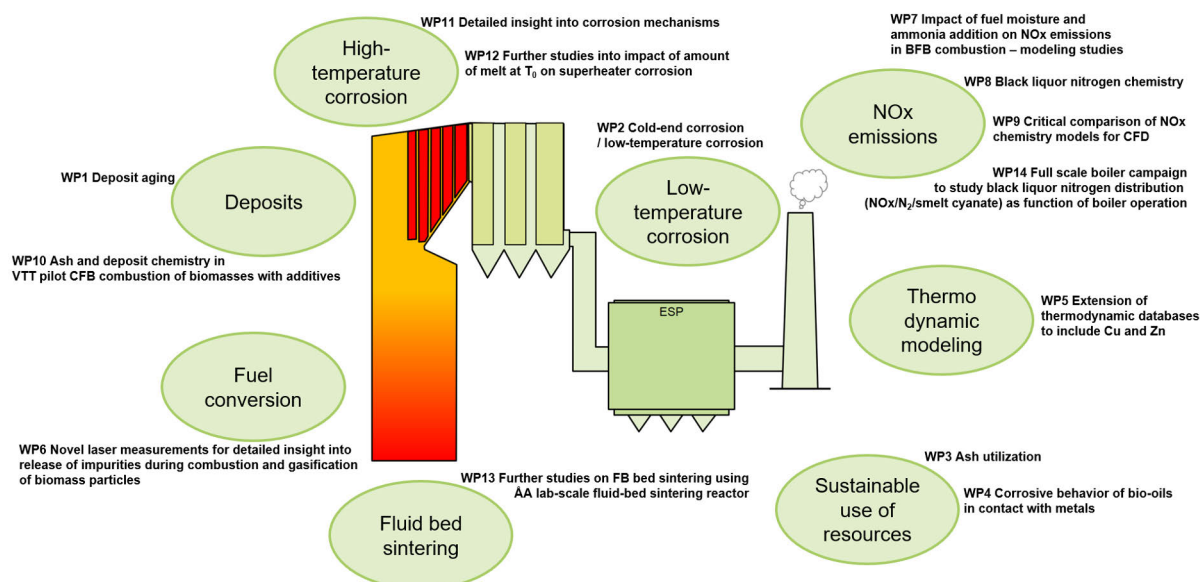 WP11 Detailed insight into corrosion mechanisms
High-
temperature
corrosion
WP12 Further studies into impact of amount
of melt at T₀ on superheater corrosion
WP7 Impact of fuel moisture and
ammonia addition on NOx emissions
in BFB combustion – modeling studies
WP8 Black liquor nitrogen chemistry
NOx
emissions
WP9 Critical comparison of NOx
chemistry models for CFD
WP14 Full scale boiler campaign
to study black liquor nitrogen distribution
(NOx/N₂/smelt cyanate) as function of boiler operation
WP2 Cold-end corrosion
/ low-temperature corrosion
Low-
temperature
corrosion
WP1 Deposit aging
Deposits
WP10 Ash and deposit chemistry in
VTT pilot CFB combustion of biomasses with additives
ESP
Thermo
dynamic
modeling
WP5 Extension of
thermodynamic databases
to include Cu and Zn
Fuel
conversion
WP6 Novel laser measurements for detailed insight into
release of impurities during combustion and gasification
of biomass particles
WP13 Further studies on FB bed sintering using
ÅA lab-scale fluid-bed sintering reactor
Fluid bed
sintering
WP3 Ash utilization
Sustainable
use of
resources
WP4 Corrosive behavior of bio-oils
in contact with metals